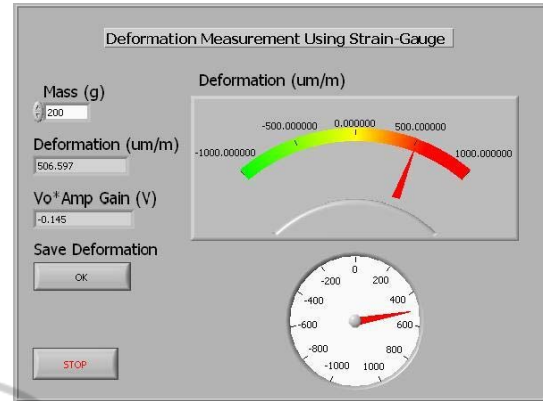 Deformation Measurement Using Strain-Gauge
Mass (g)
200
Deformation (um/m)
506.597
Vo*Amp Gain (V)
-0.145
Save Deformation
OK
STOP
Deformation (um/m)
-1000.000000
-500.000000
0.000000
500.000000
1000.000000
0
-200
200
-400
400
-600
600
-800
800
-1000
1000